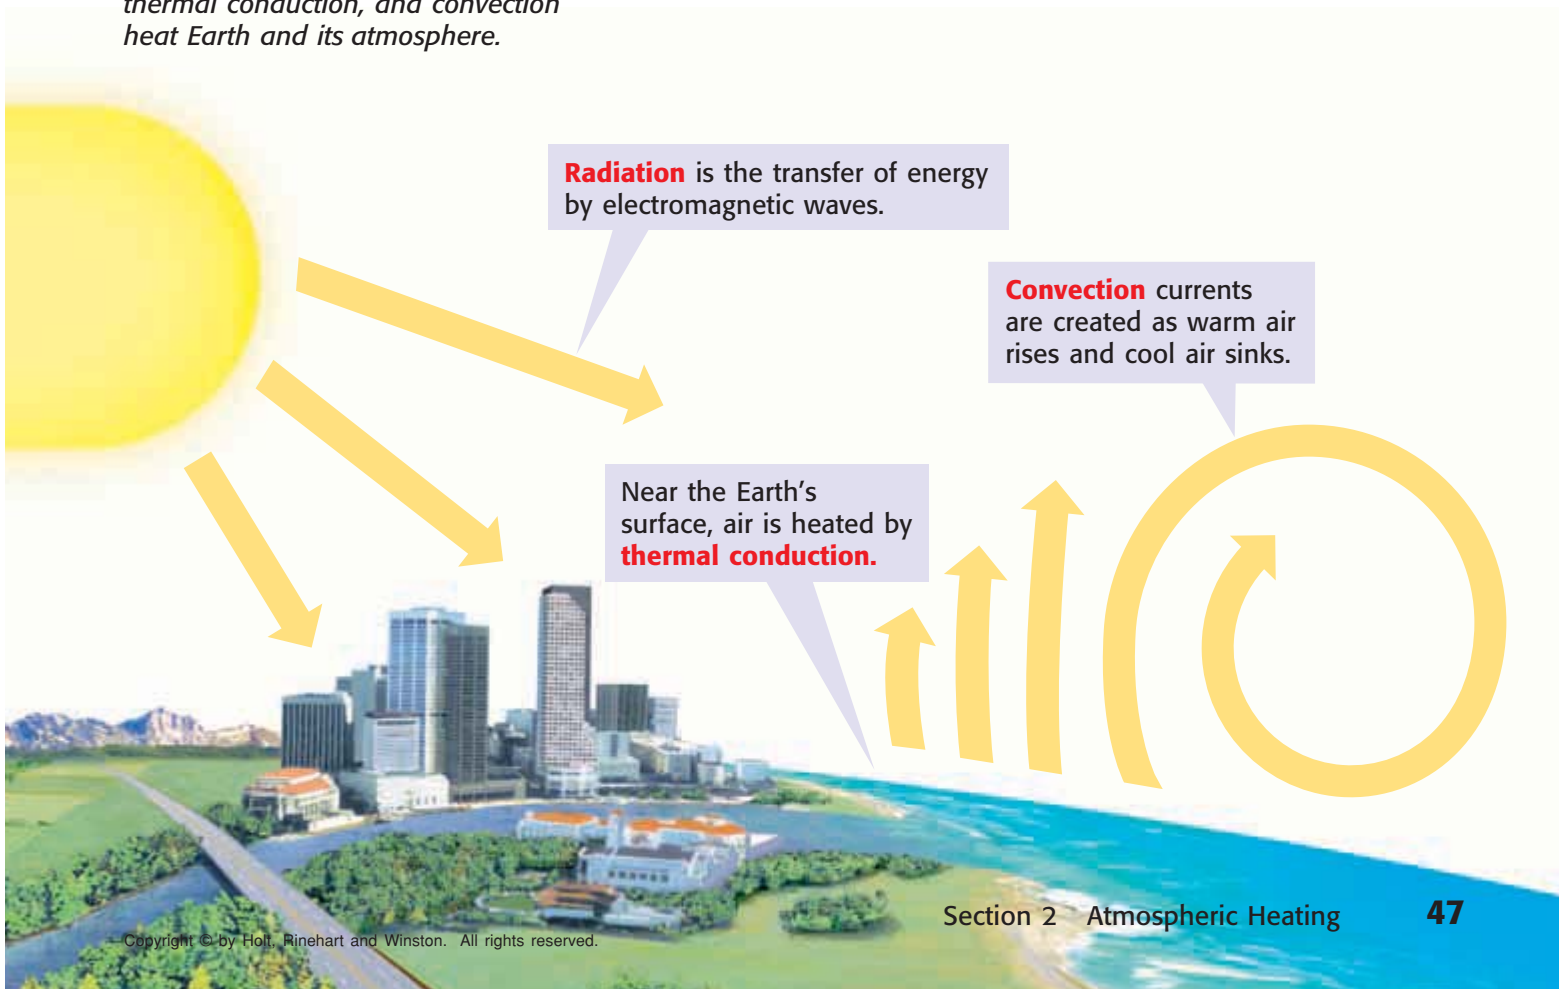 thermal conduction, and convection
heat Earth and its atmosphere.
Radiation is the transfer of energy
by electromagnetic waves.
Convection currents
are created as warm air
rises and cool air sinks.
Near the Earth's
surface, air is heated by
thermal conduction.
Section 2 Atmospheric Heating 47
Copyright © by Holt, Rinehart and Winston. All rights reserved.